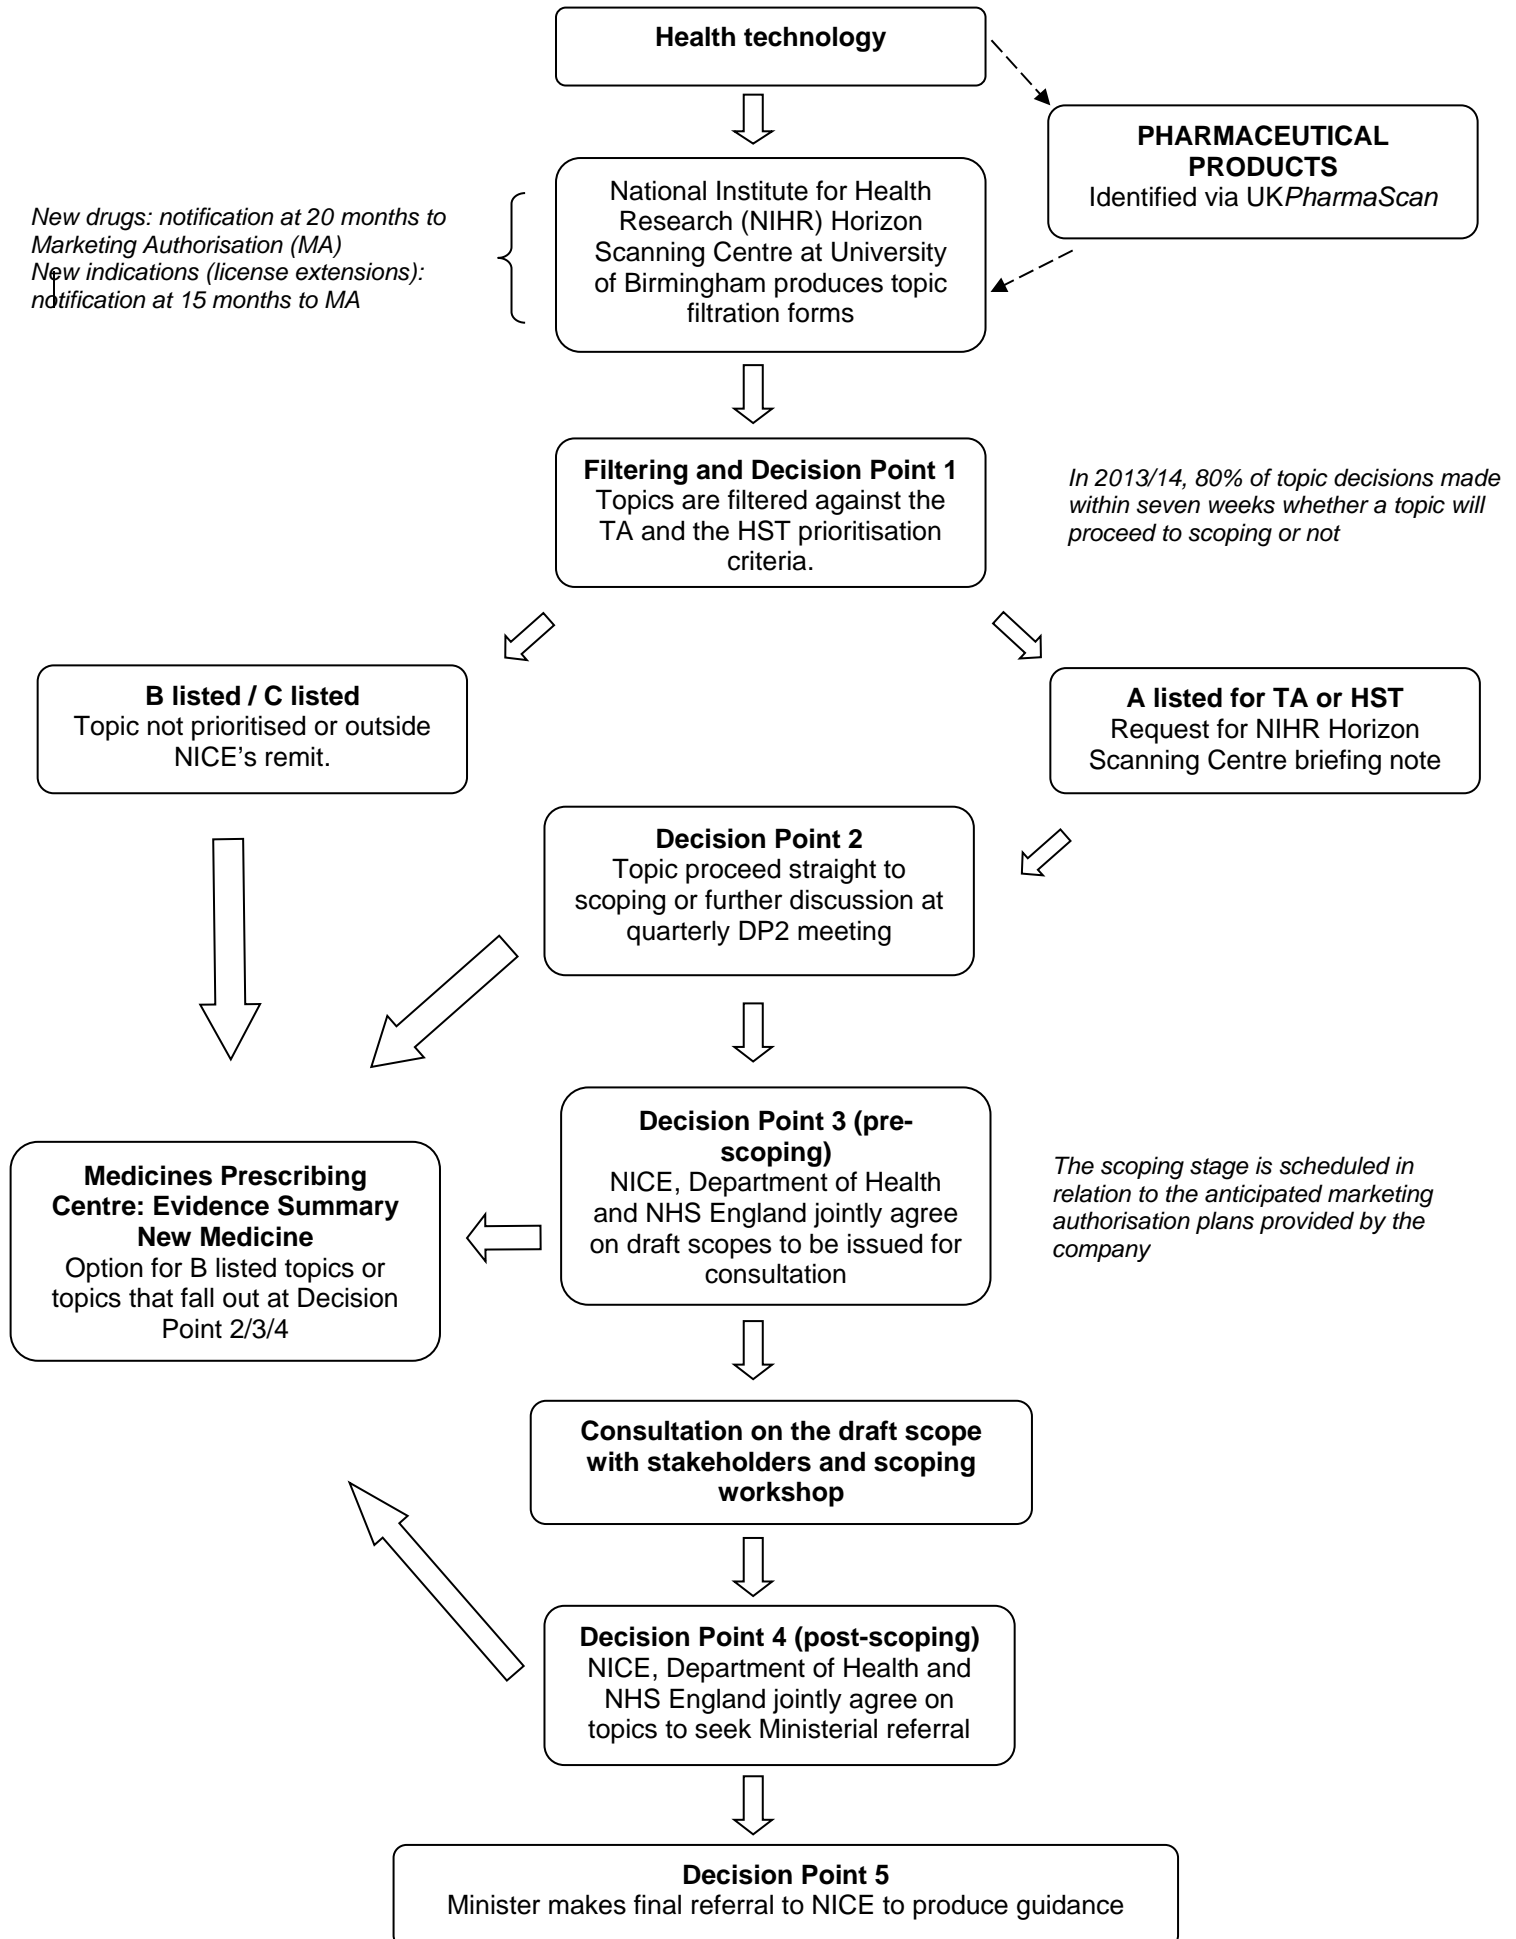 Health technology
PHARMACEUTICAL
PRODUCTS
Identified via UKPharmaScan
National Institute for Health
Research (NIHR) Horizon
Scanning Centre at University
of Birmingham produces topic
filtration forms
New drugs: notification at 20 months to
Marketing Authorisation (MA)
New indications (license extensions):
notification at 15 months to MA
Filtering and Decision Point 1
Topics are filtered against the
TA and the HST prioritisation
criteria.
In 2013/14, 80% of topic decisions made
within seven weeks whether a topic will
proceed to scoping or not
B listed / C listed
Topic not prioritised or outside
NICE’s remit.
A listed for TA or HST
Request for NIHR Horizon
Scanning Centre briefing note
Decision Point 2
Topic proceed straight to
scoping or further discussion at
quarterly DP2 meeting
Decision Point 3 (pre-
scoping)
NICE, Department of Health
and NHS England jointly agree
on draft scopes to be issued for
consultation
Medicines Prescribing
Centre: Evidence Summary
New Medicine
Option for B listed topics or
topics that fall out at Decision
Point 2/3/4
The scoping stage is scheduled in
relation to the anticipated marketing
authorisation plans provided by the
company
Consultation on the draft scope
with stakeholders and scoping
workshop
Decision Point 4 (post-scoping)
NICE, Department of Health and
NHS England jointly agree on
topics to seek Ministerial referral
Decision Point 5
Minister makes final referral to NICE to produce guidance